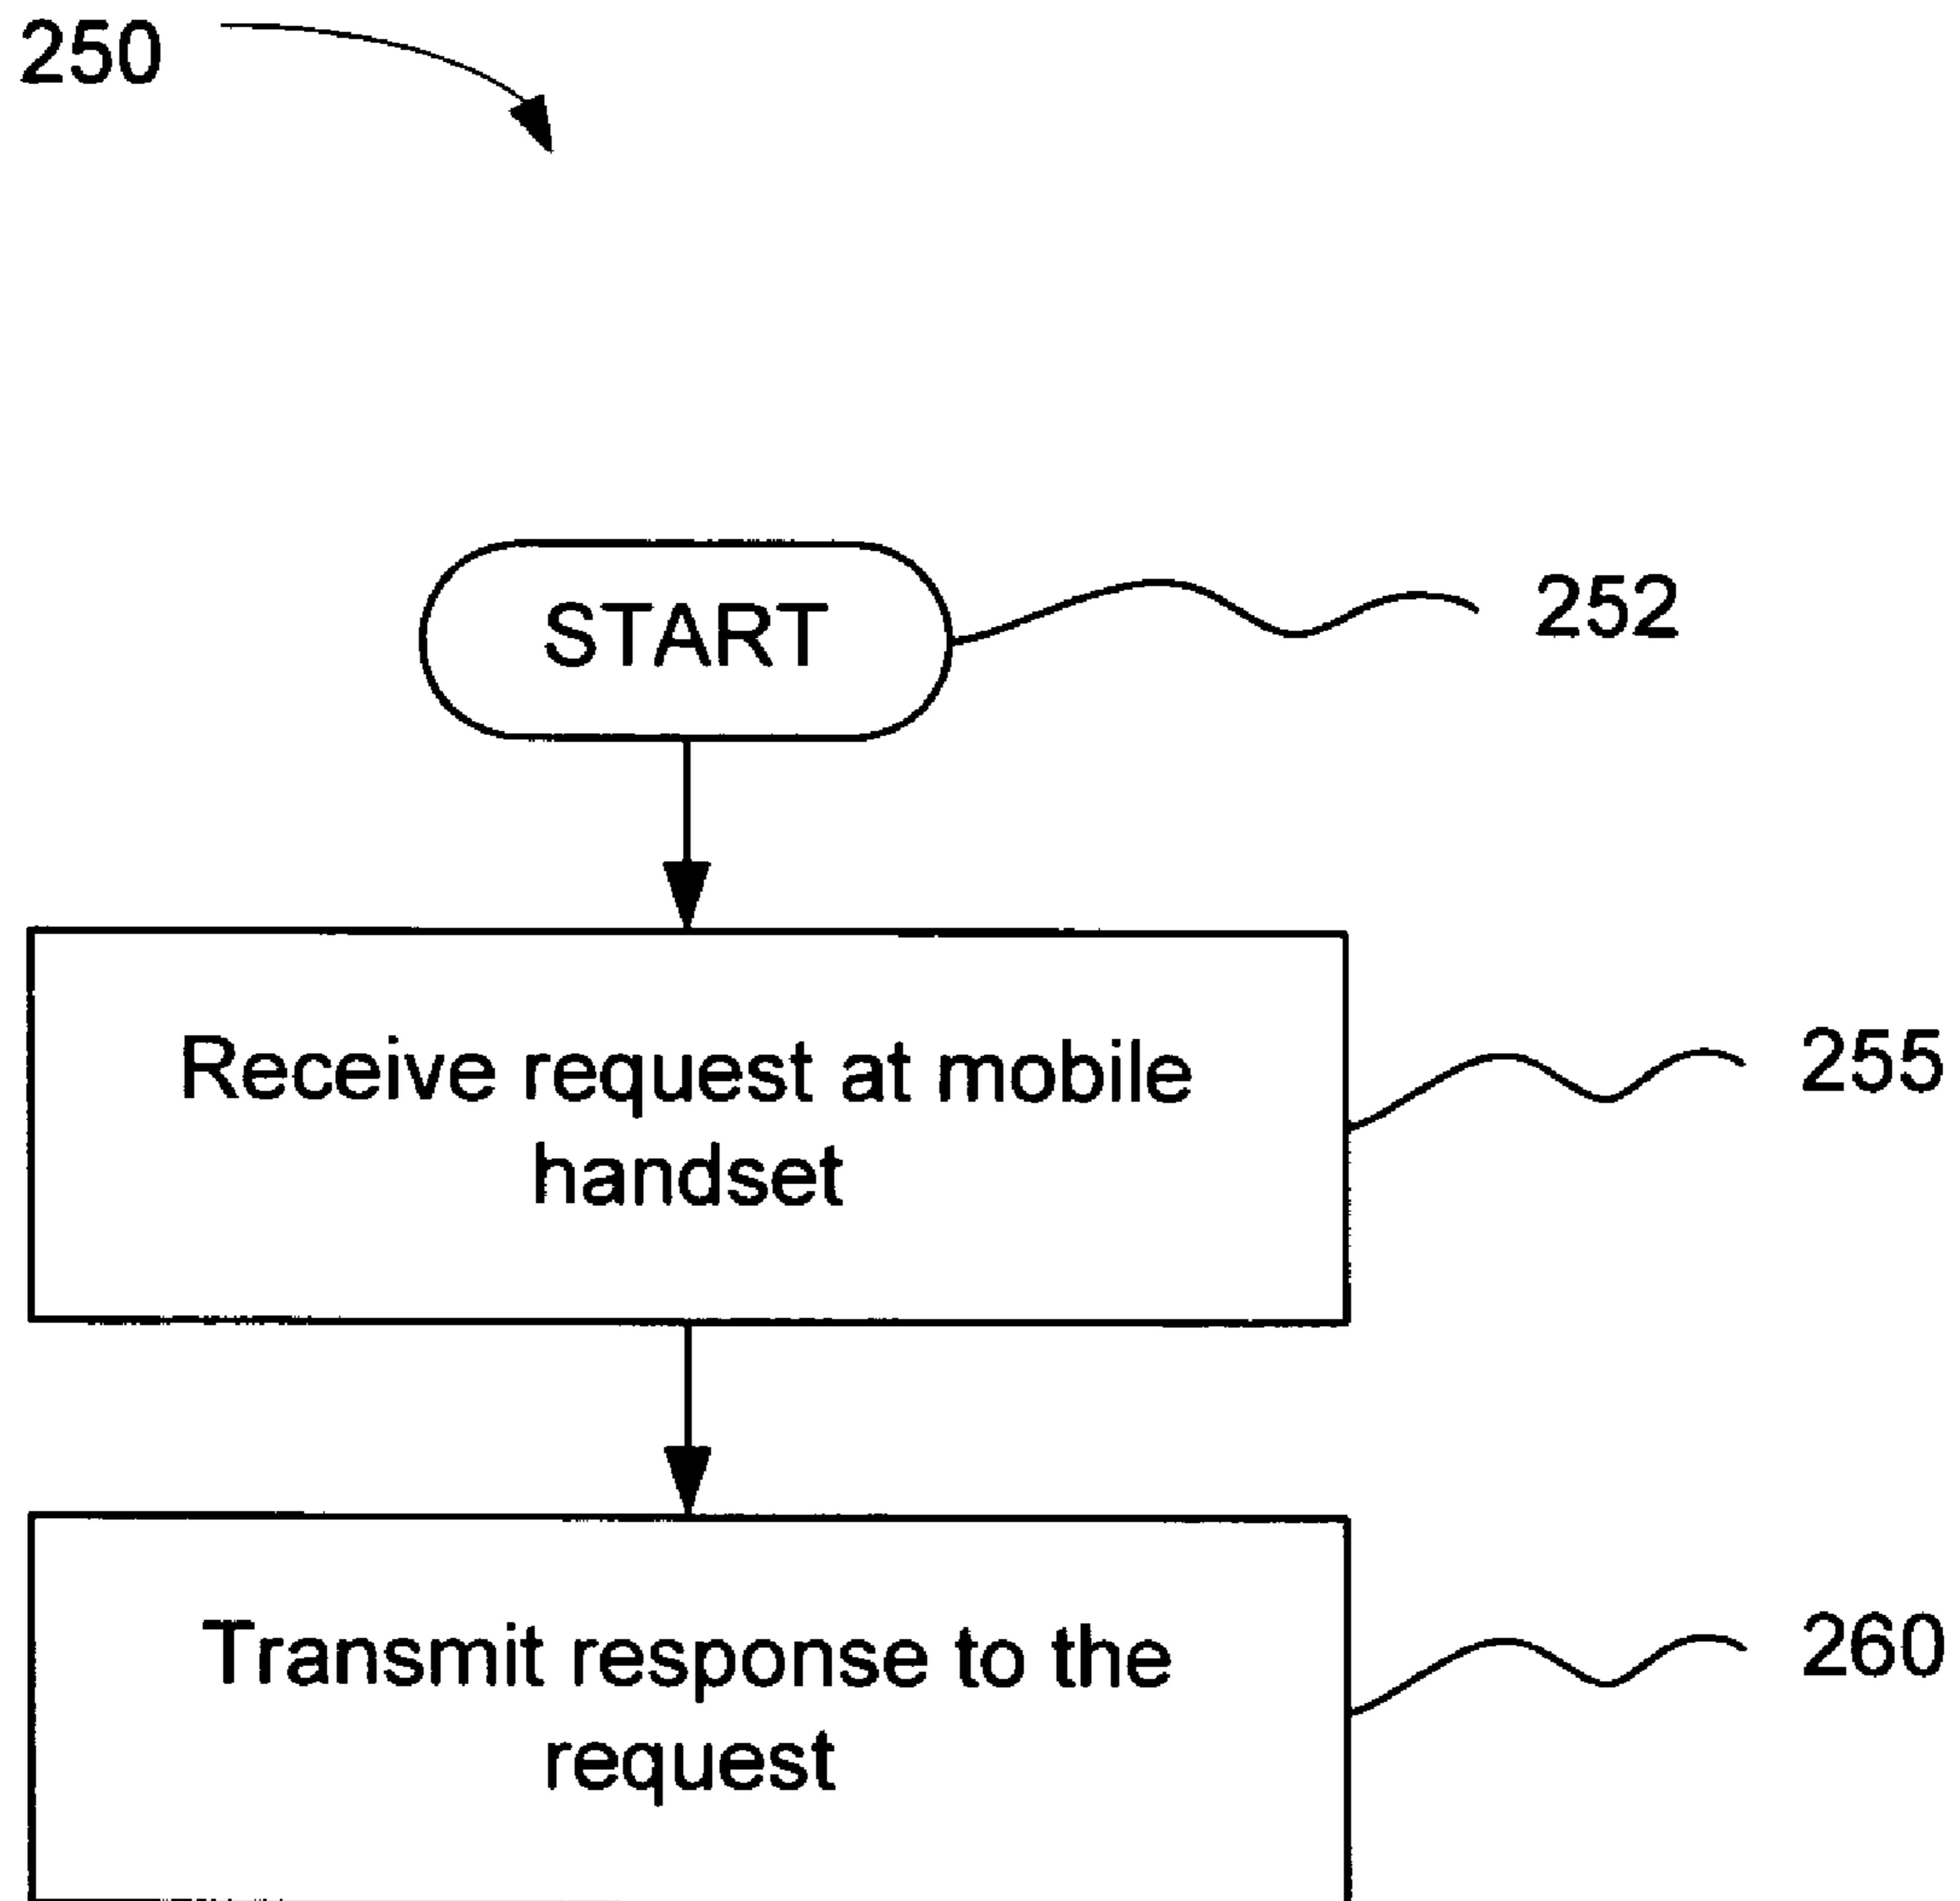 250
START
252
Receive request at mobile
handset
255
Transmit response to the
request
260